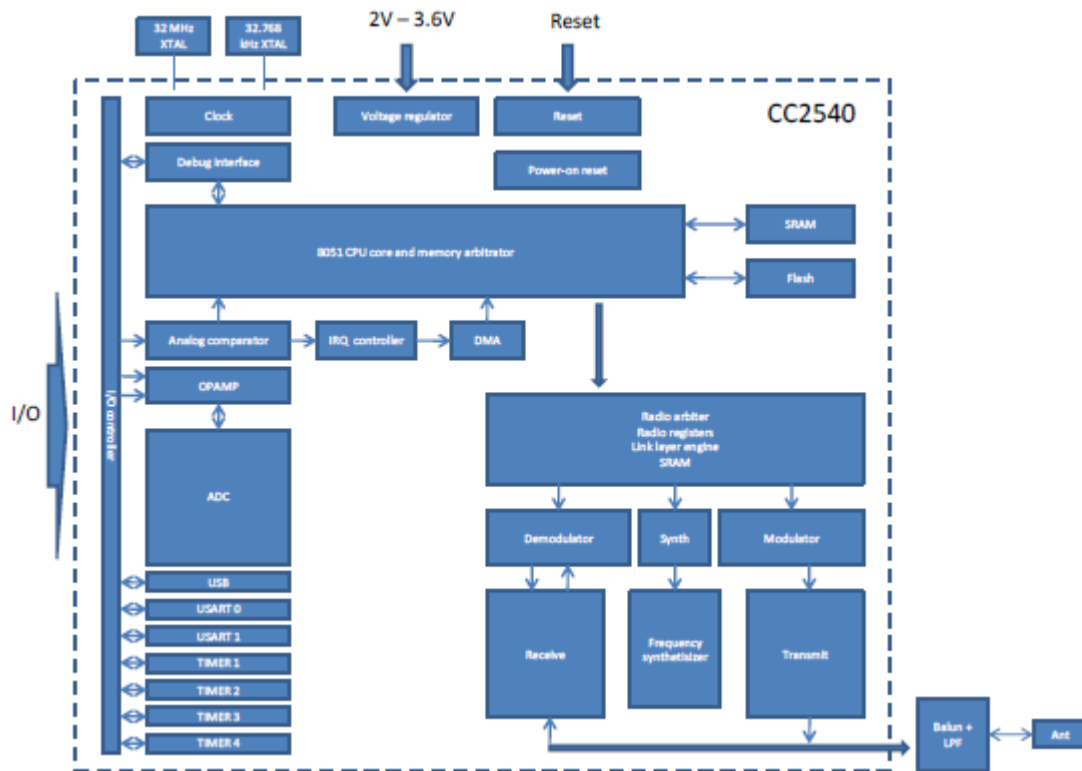 32 MHz
XTAL
32.768
kHz XTAL
2V – 3.6V
Reset
CC2540
Clock
Voltage regulator
Reset
Debug Interface
Power-on reset
8051 CPU core and memory arbitrator
SRAM
Flash
Analog comperator
IRQ controller
DMA
OPAMP
I/O
I/O controller
Radio arbiter
Radio registers
Link layer engine
SRAM
ADC
Demodulator
Synth
Modulator
USB
USART 0
USART 1
TIMER 1
TIMER 2
TIMER 3
TIMER 4
Receive
Frequency
synthetisizer
Transmit
Balun +
LPF
Ant